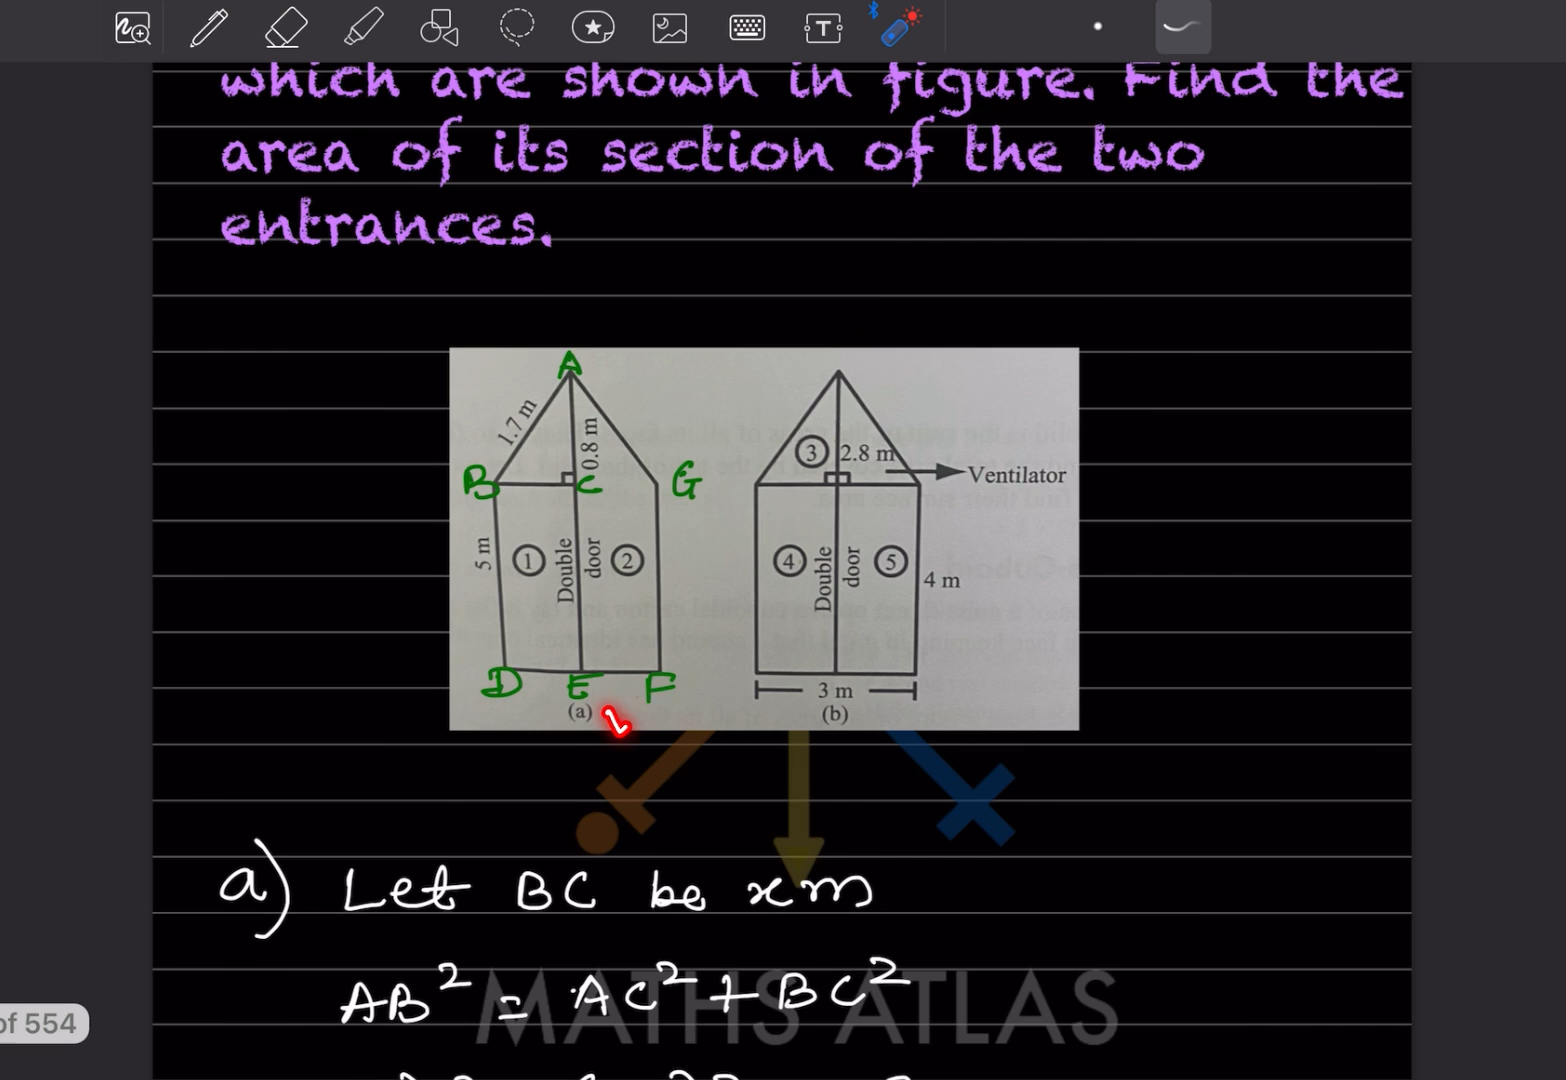 which are shown in figure. Find the
area of its section of the two
entrances.
A
1.7 m
0.8 m
B
C
G
5 m
1
Double
door
2
D
E
F
(a)
3
2.8 m
Ventilator
4
Double
door
5
4 m
3 m
(b)
a) Let BC be x m
AB² = AC² + BC²
MATHS ATLAS
of 554